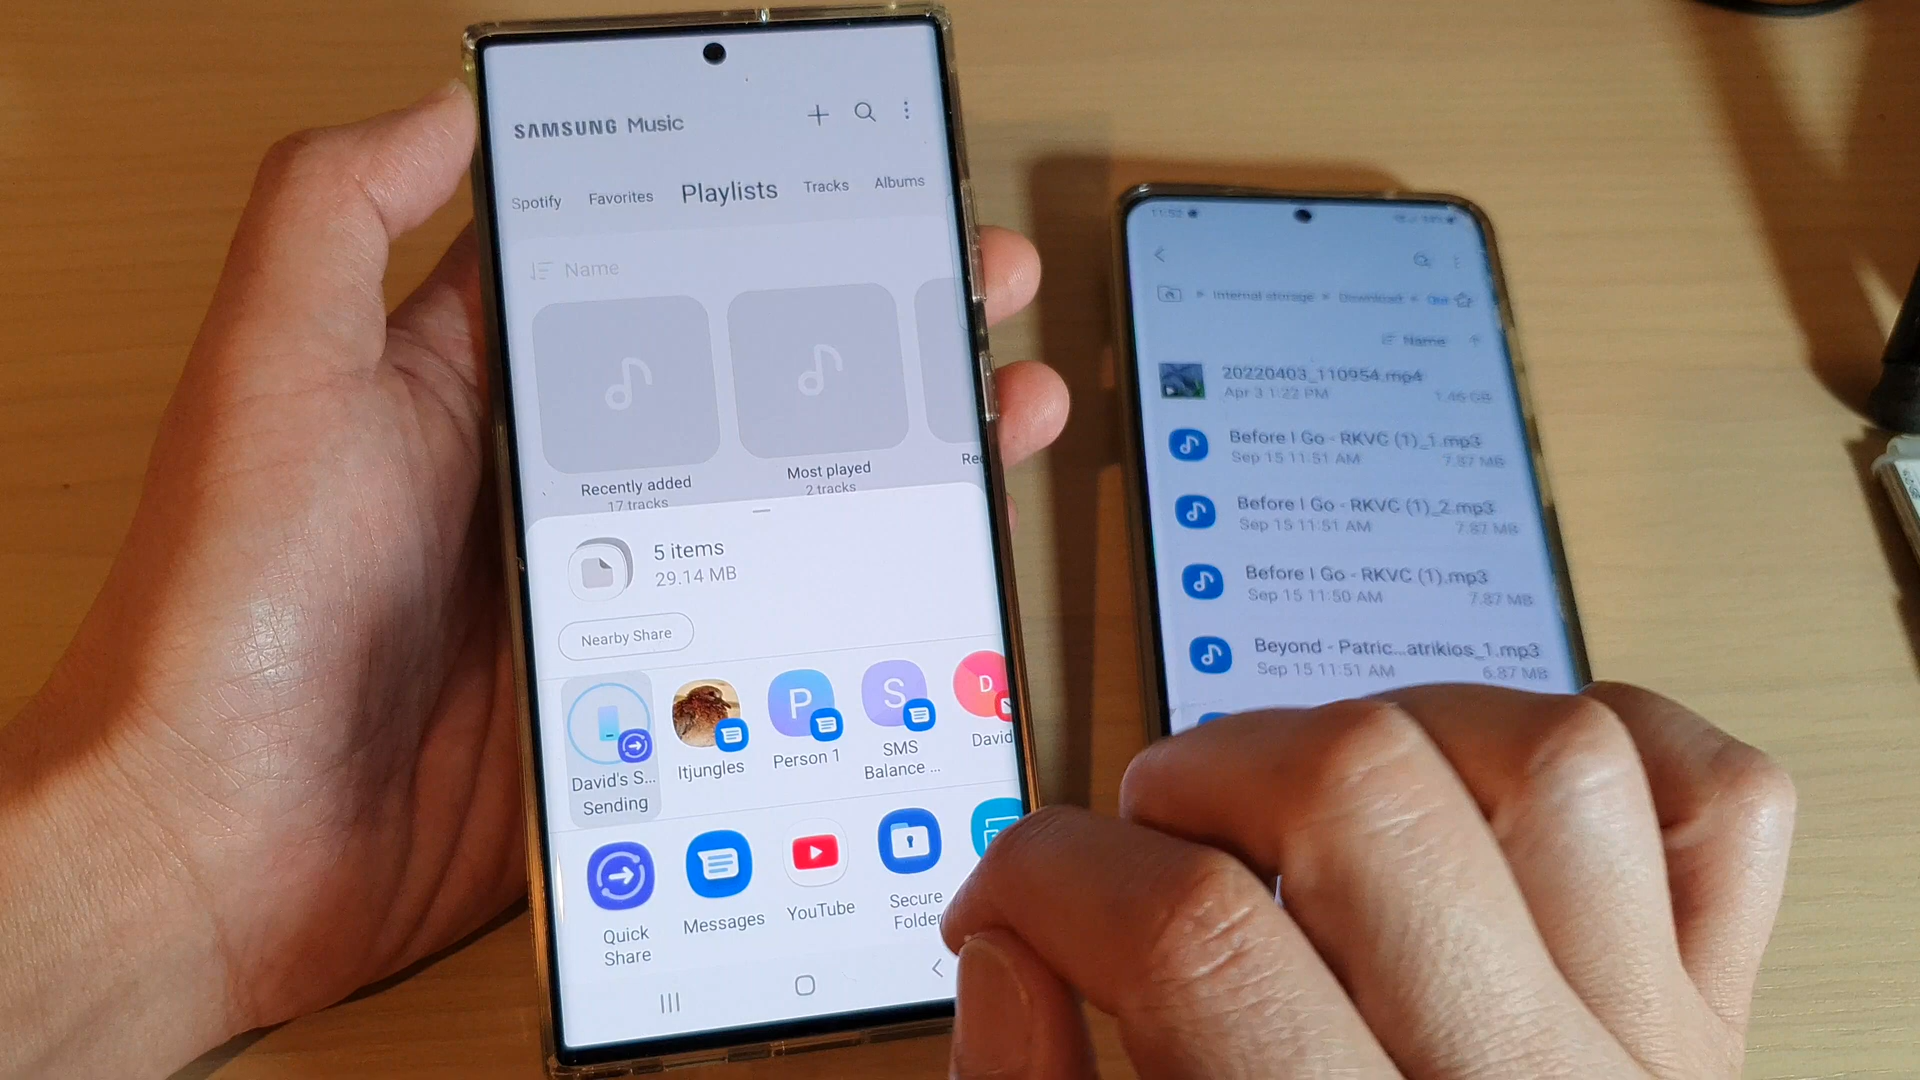 SAMSUNG Music
Spotify Favorites Playlists Tracks Albums
Name
Recently added
17 tracks
Most played
2 tracks
5 items
29.14 MB
Nearby Share
David's S...
Sending
Itjungles
P
Person 1
S
SMS
Balance ...
D
David
Quick
Share
Messages
YouTube
Secure
Folder
11:52
Internal storage Download
Name
20220403_110954.mp4
Apr 3 1:22 PM 1.46 GB
Before I Go - RKVC (1)_1.mp3
Sep 15 11:51 AM 7.87 MB
Before I Go - RKVC (1)_2.mp3
Sep 15 11:51 AM 7.87 MB
Before I Go - RKVC (1).mp3
Sep 15 11:50 AM 7.87 MB
Beyond - Patric...atrikios_1.mp3
Sep 15 11:51 AM 6.87 MB